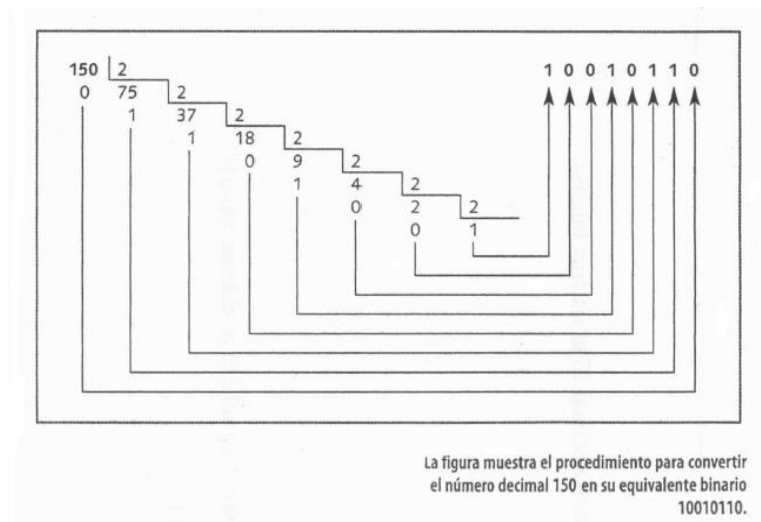 150 2 1 0 0 1 0 1 1 0
0 75 2
1 37 2
1 18 2
0 9 2
1 4 2
0 2 2
0 1
La figura muestra el procedimiento para convertir
el número decimal 150 en su equivalente binario
10010110.